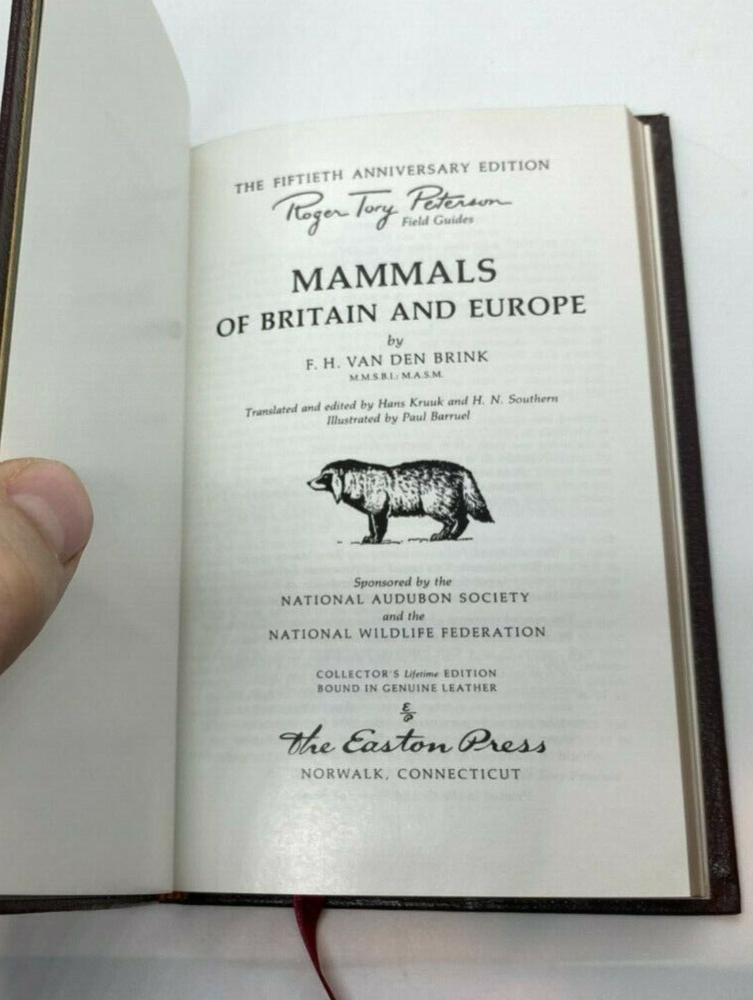 THE FIFTIETH ANNIVERSARY EDITION
Roger Tory Peterson
Field Guides
MAMMALS
OF BRITAIN AND EUROPE
by
F. H. VAN DEN BRINK
M.M.S.B.I.; M.A.S.M.
Translated and edited by Hans Kruuk and H. N. Southern
Illustrated by Paul Barruel
Sponsored by the
NATIONAL AUDUBON SOCIETY
and the
NATIONAL WILDLIFE FEDERATION
COLLECTOR'S Lifetime EDITION
BOUND IN GENUINE LEATHER
E/P
The Easton Press
NORWALK, CONNECTICUT